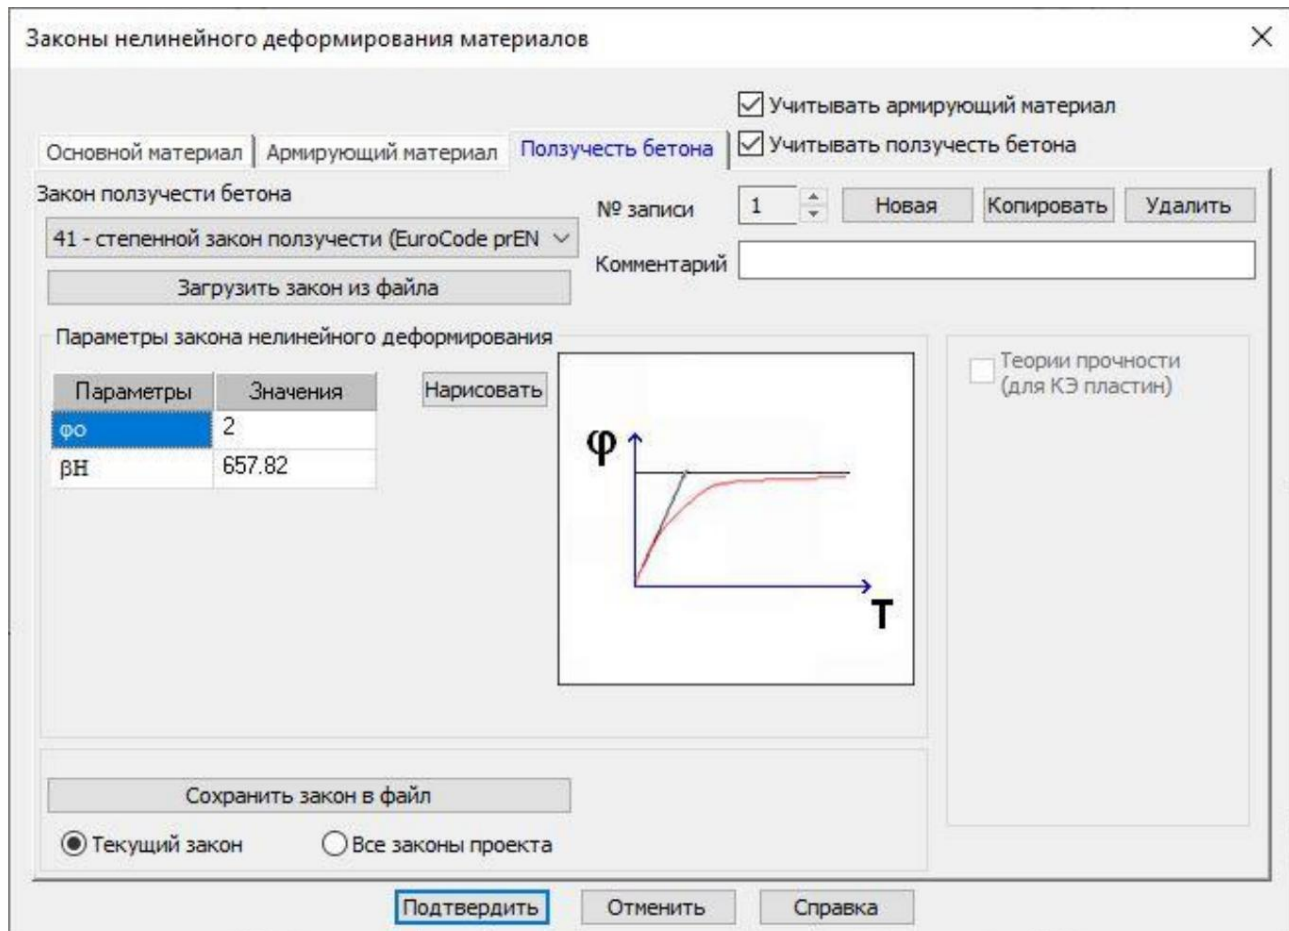 Законы нелинейного деформирования материалов
Учитывать армирующий материал
Основной материал Армирующий материал Ползучесть бетона Учитывать ползучесть бетона
Закон ползучести бетона
№ записи 1 Новая Копировать Удалить
41 - степенной закон ползучести (EuroCode prEN
Комментарий
Загрузить закон из файла
Параметры закона нелинейного деформирования
Теории прочности
(для КЭ пластин)
Параметры Значения Нарисовать
φo 2
βH 657.82
φ
T
Сохранить закон в файл
Текущий закон Все законы проекта
Подтвердить Отменить Справка